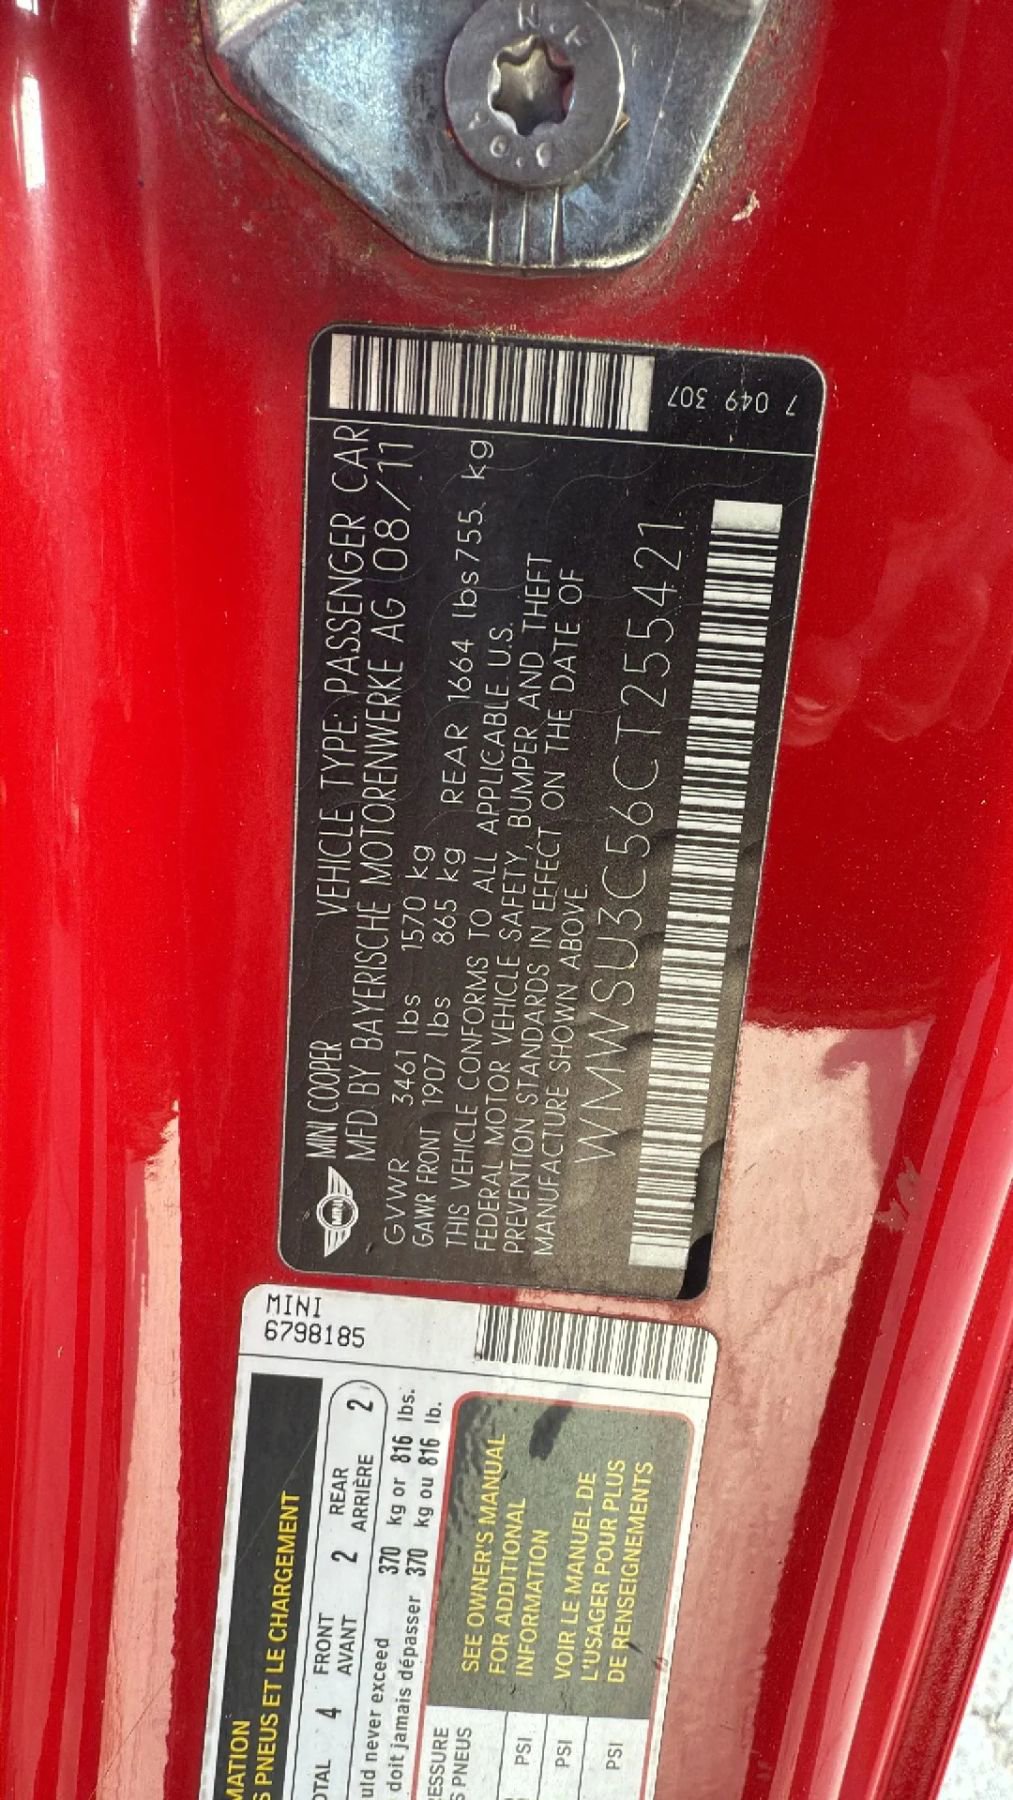 10.9
7 049 307
MINI COOPER VEHICLE TYPE: PASSENGER CAR
MFD BY BAYERISCHE MOTORENWERKE AG 08/11
GVWR 3461 lbs 1570 kg
GAWR FRONT 1907 lbs 865 kg REAR 1664 lbs 755 kg
THIS VEHICLE CONFORMS TO ALL APPLICABLE U.S.
FEDERAL MOTOR VEHICLE SAFETY, BUMPER AND THEFT
PREVENTION STANDARDS IN EFFECT ON THE DATE OF
MANUFACTURE SHOWN ABOVE.
WMWSU3C56CT255421
MINI
6798185
MATION
S PNEUS ET LE CHARGEMENT
OTAL 4 FRONT 2 REAR 2
AVANT ARRIÈRE
uld never exceed 370 kg or 816 lbs.
doit jamais dépasser 370 kg ou 816 lb.
ESSURE
S PNEUS
PSI
PSI
PSI
SEE OWNER'S MANUAL
FOR ADDITIONAL
INFORMATION
VOIR LE MANUEL DE
L'USAGER POUR PLUS
DE RENSEIGNEMENTS